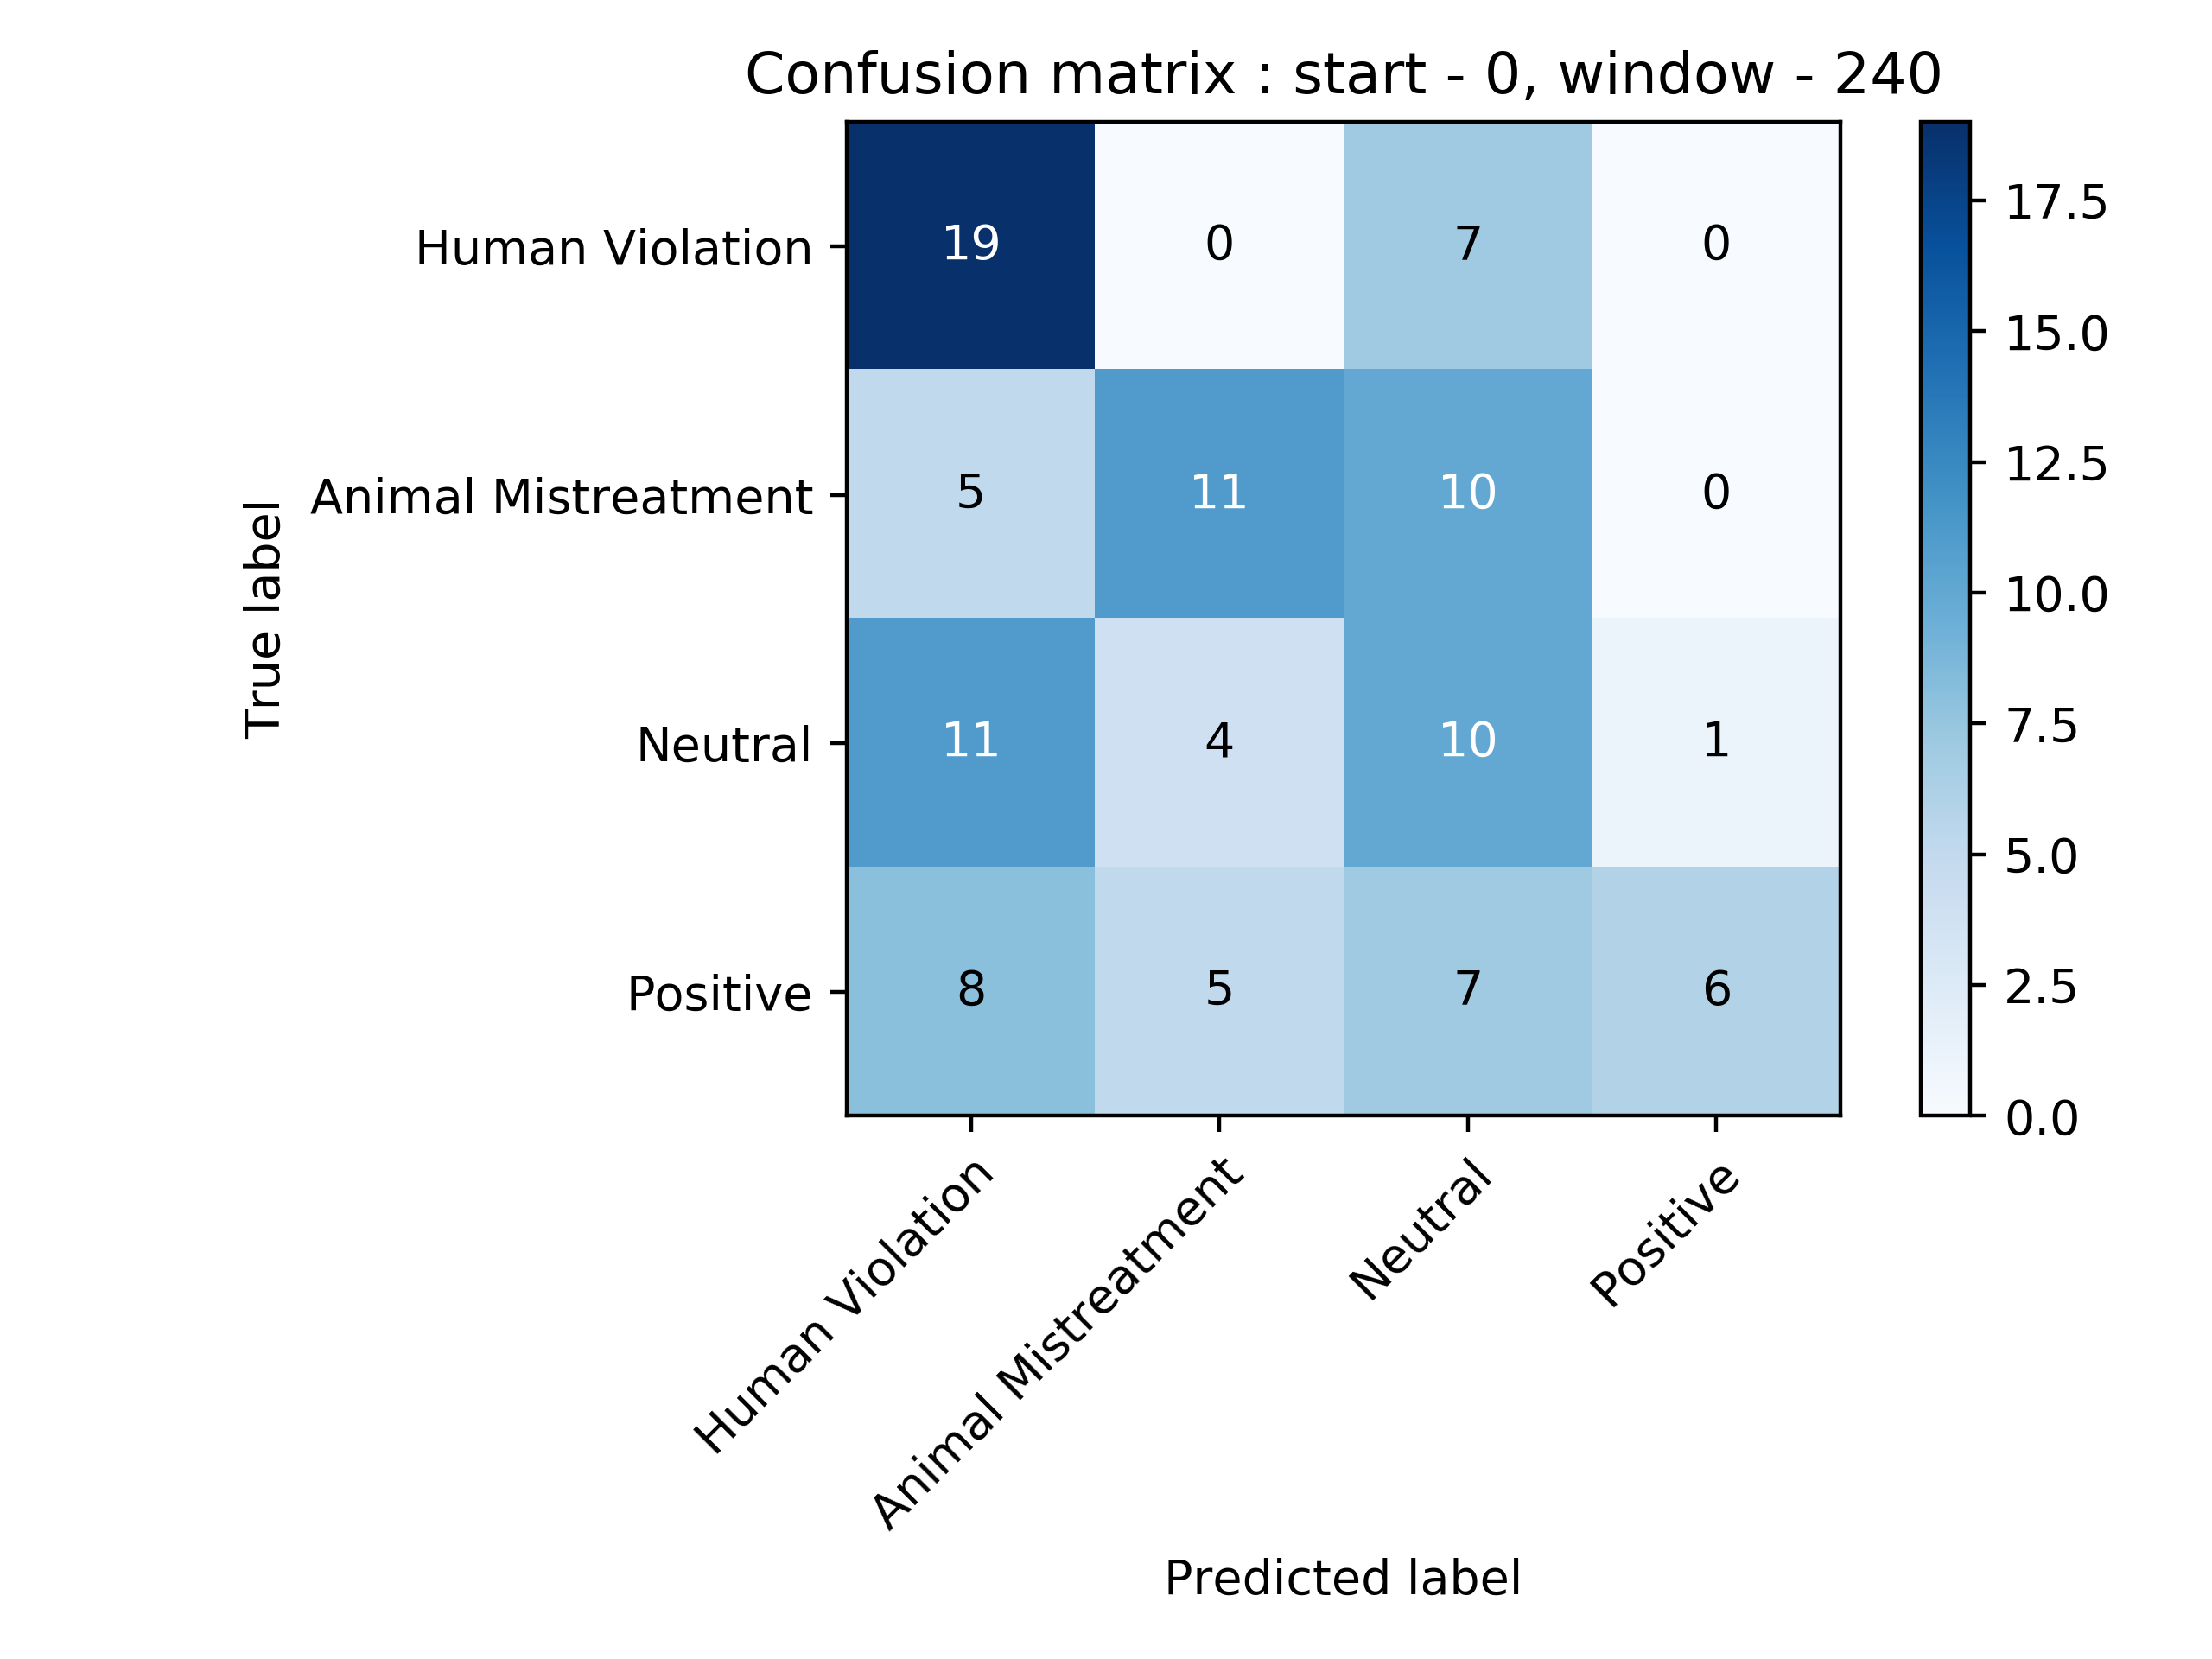 Confusion matrix : start - 0, window - 240
True label
Human Violation
Animal Mistreatment
Neutral
Positive
19 0 7 0
5 11 10 0
11 4 10 1
8 5 7 6
17.5
15.0
12.5
10.0
7.5
5.0
2.5
0.0
Human Violation
Animal Mistreatment
Neutral
Positive
Predicted label